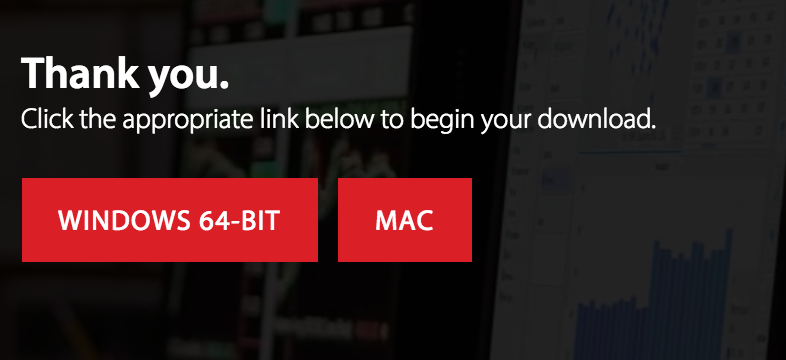 Thank you.
Click the appropriate link below to begin your download.
WINDOWS 64-BIT
MAC